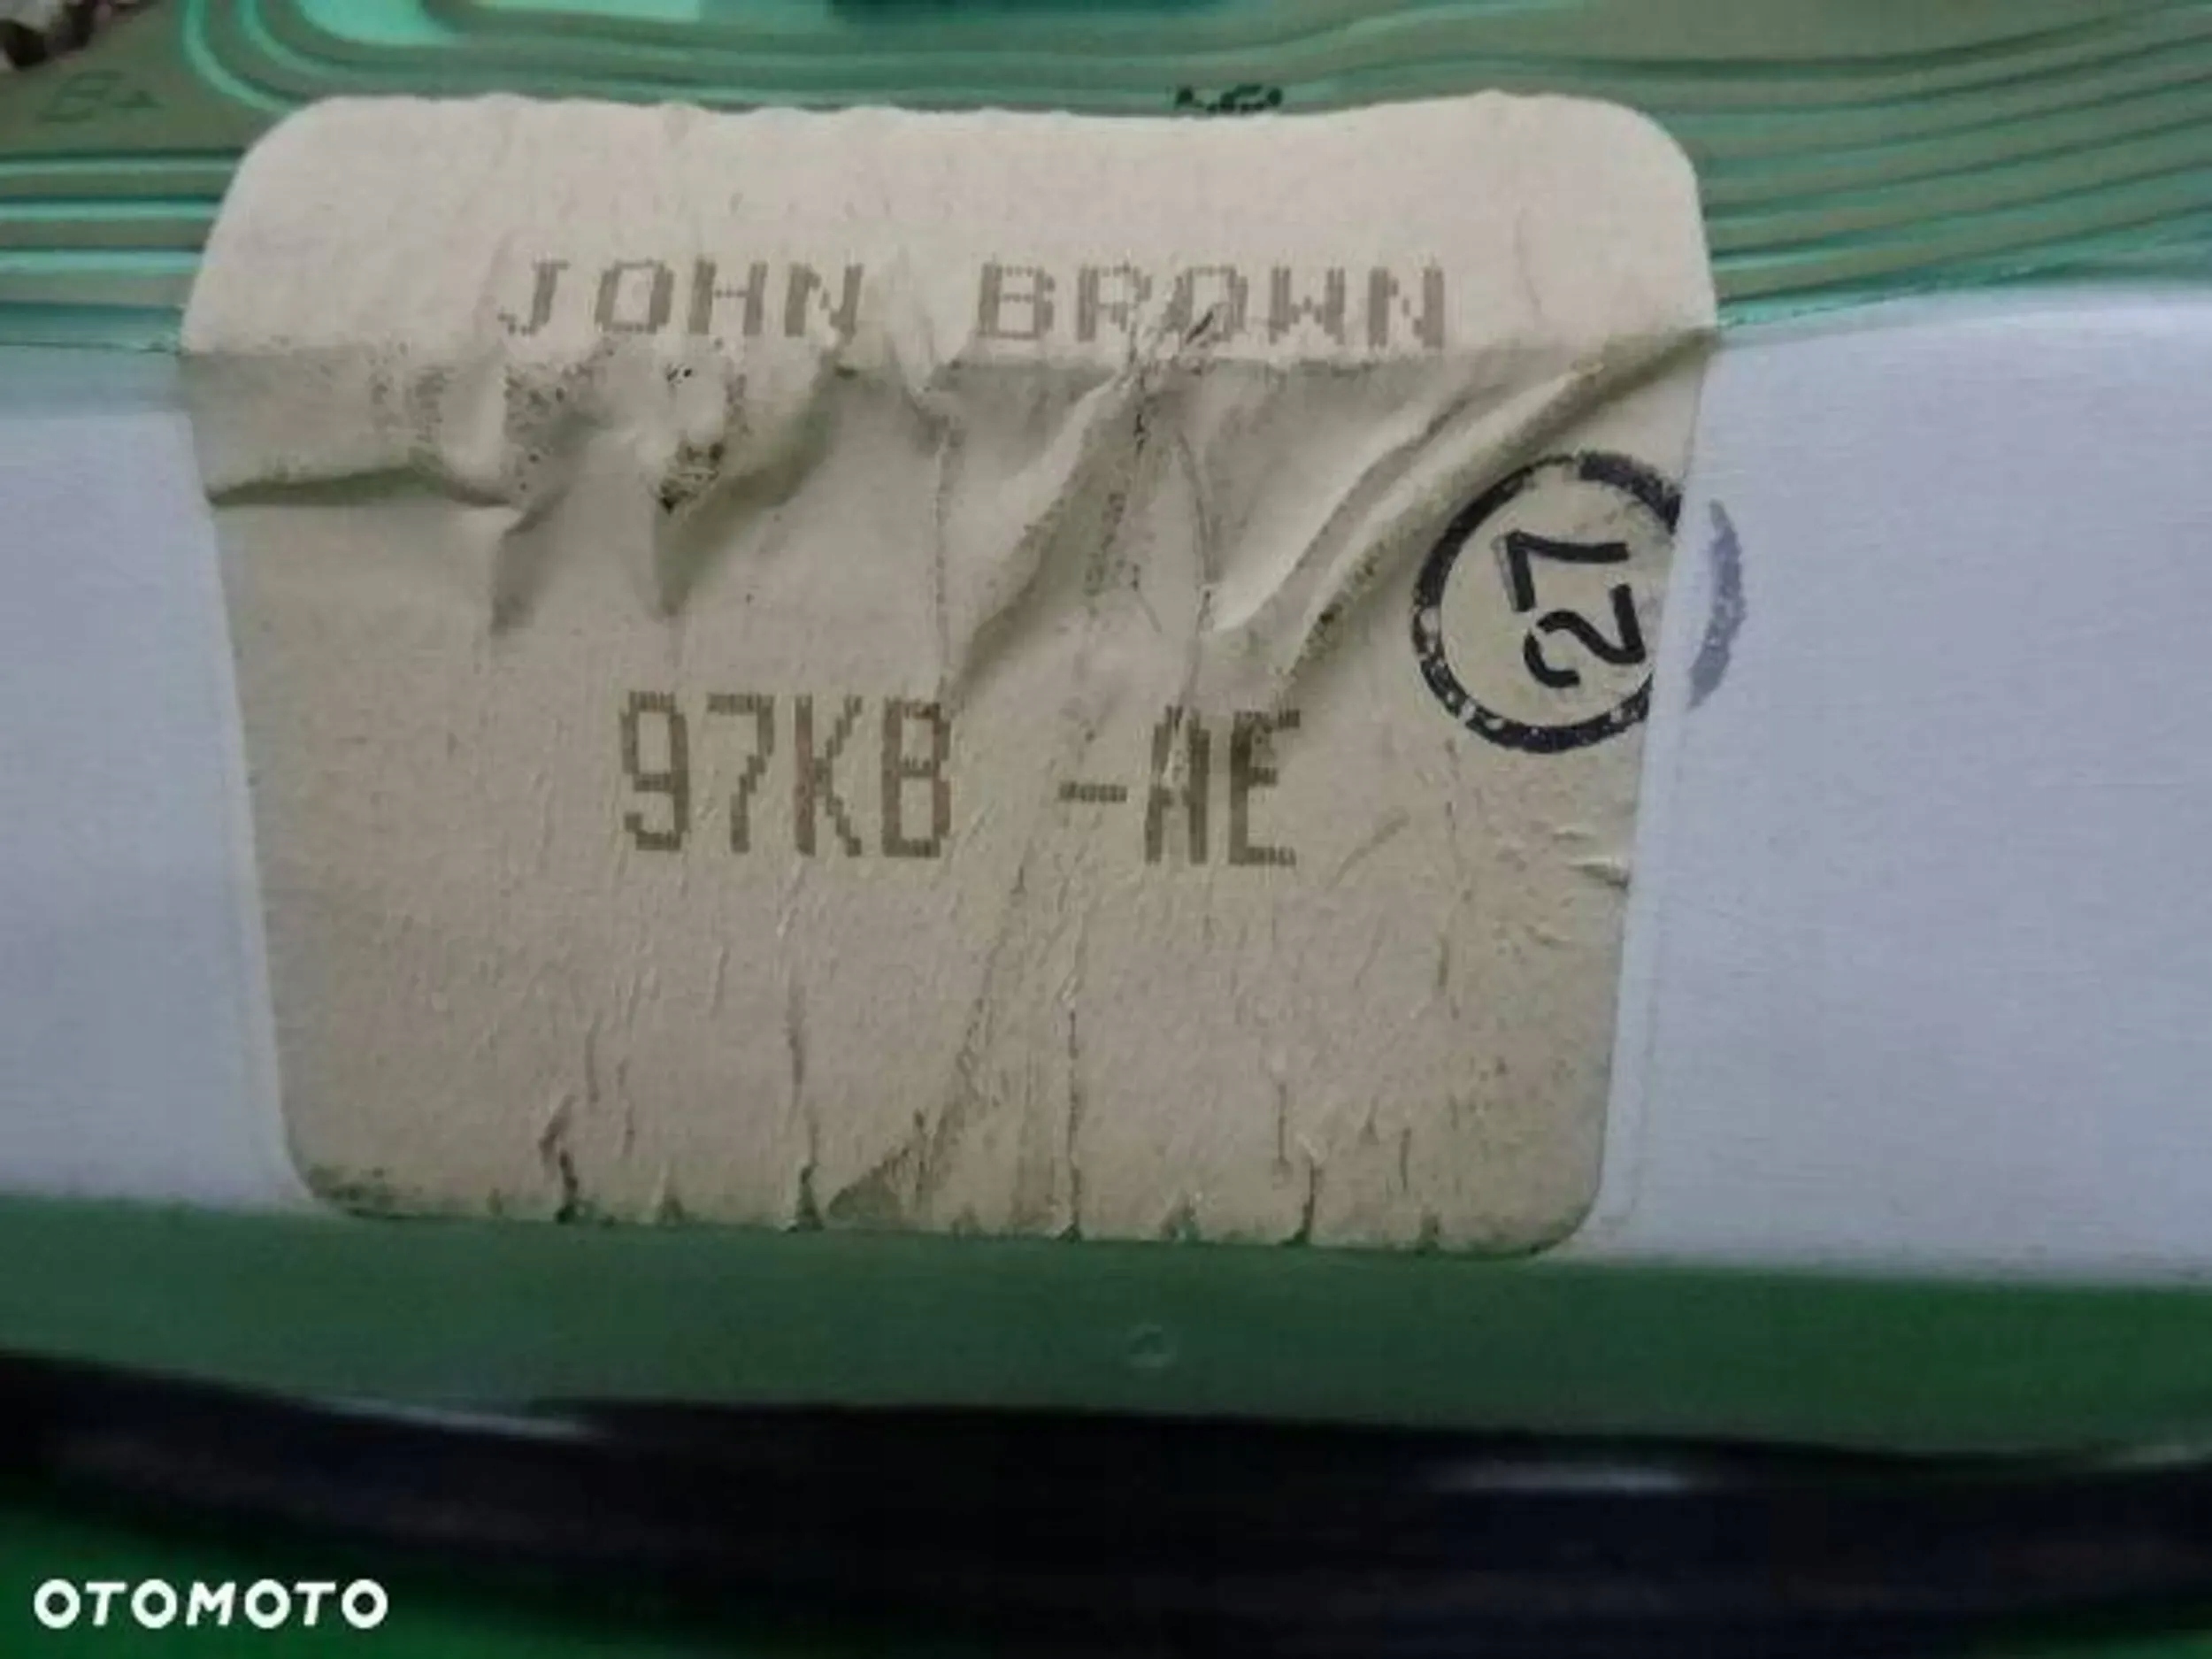 JOHN BROWN
27
97KB -AE
OTOMOTO